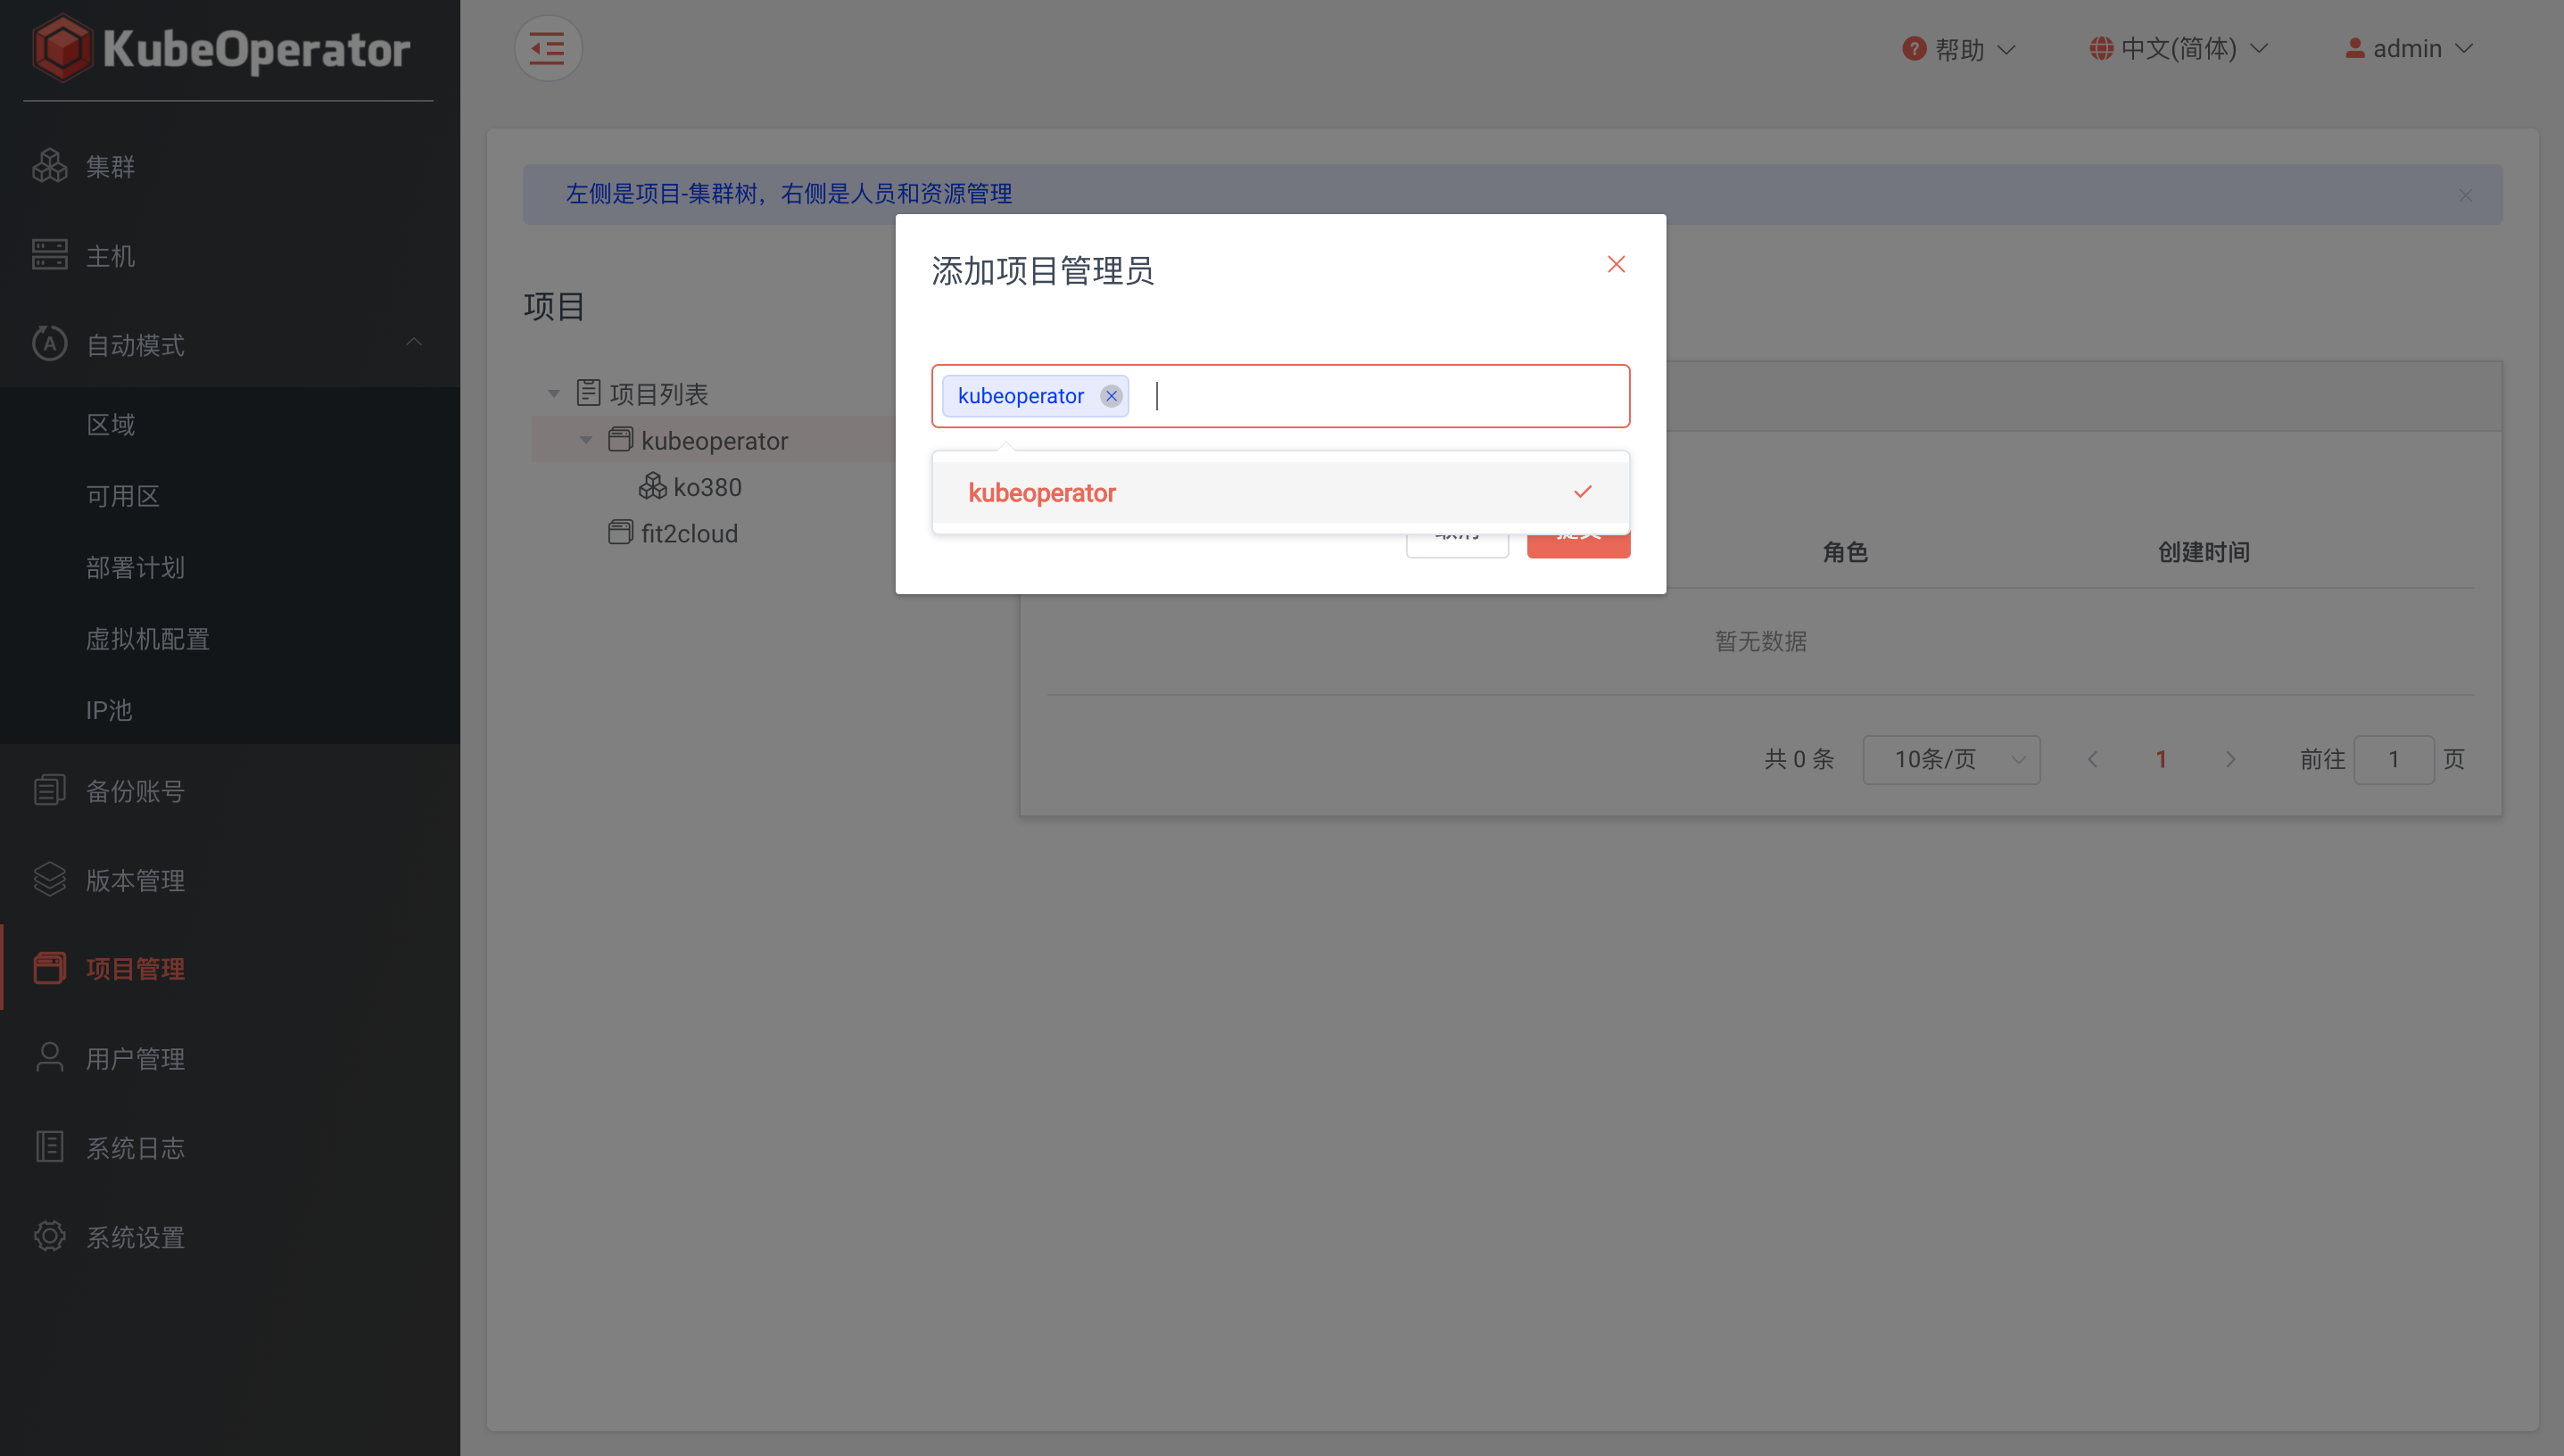 KubeOperator
帮助
中文(简体)
admin
集群
主机
自动模式
区域
可用区
部署计划
虚拟机配置
IP池
备份账号
版本管理
项目管理
用户管理
系统日志
系统设置
左侧是项目-集群树，右侧是人员和资源管理
项目
项目列表
kubeoperator
ko380
fit2cloud
添加项目管理员
kubeoperator
kubeoperator
取消
提交
角色
创建时间
暂无数据
共 0 条
10条/页
1
前往 1 页